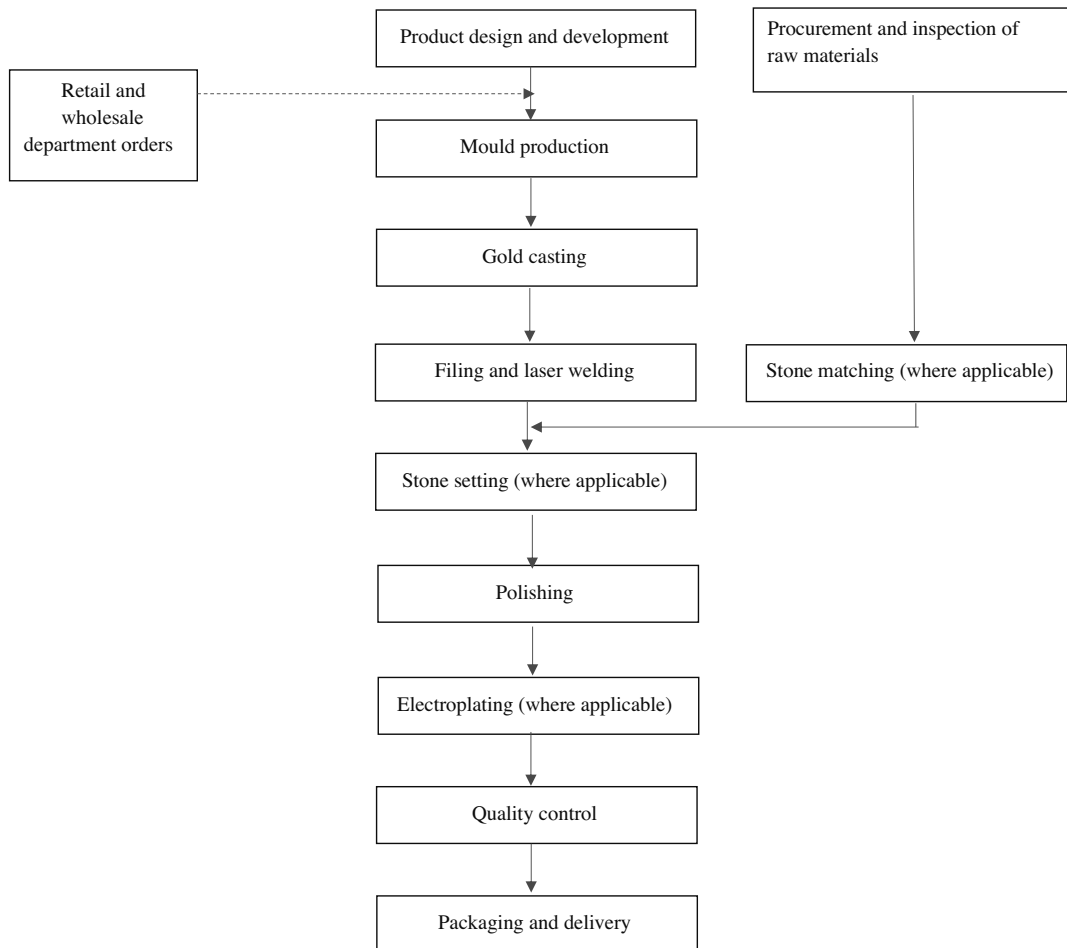 Product design and development
Procurement and inspection of
raw materials
Retail and
wholesale
department orders
Mould production
Gold casting
Filing and laser welding
Stone matching (where applicable)
Stone setting (where applicable)
Polishing
Electroplating (where applicable)
Quality control
Packaging and delivery